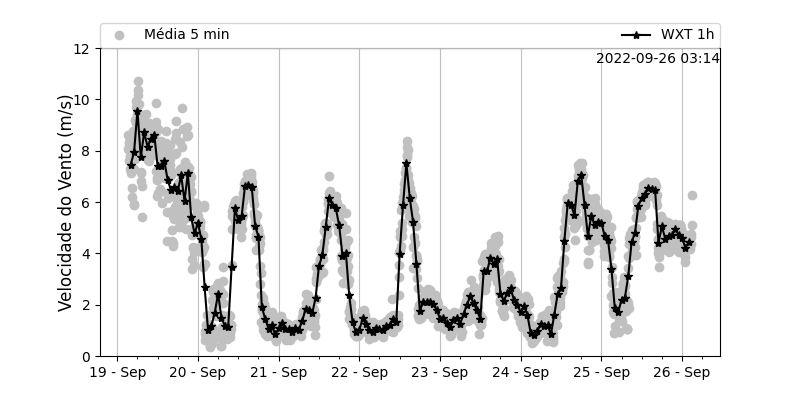 Média 5 min
WXT 1h
2022-09-26 03:14
Velocidade do Vento (m/s)
12
10
8
6
4
2
0
19 - Sep
20 - Sep
21 - Sep
22 - Sep
23 - Sep
24 - Sep
25 - Sep
26 - Sep